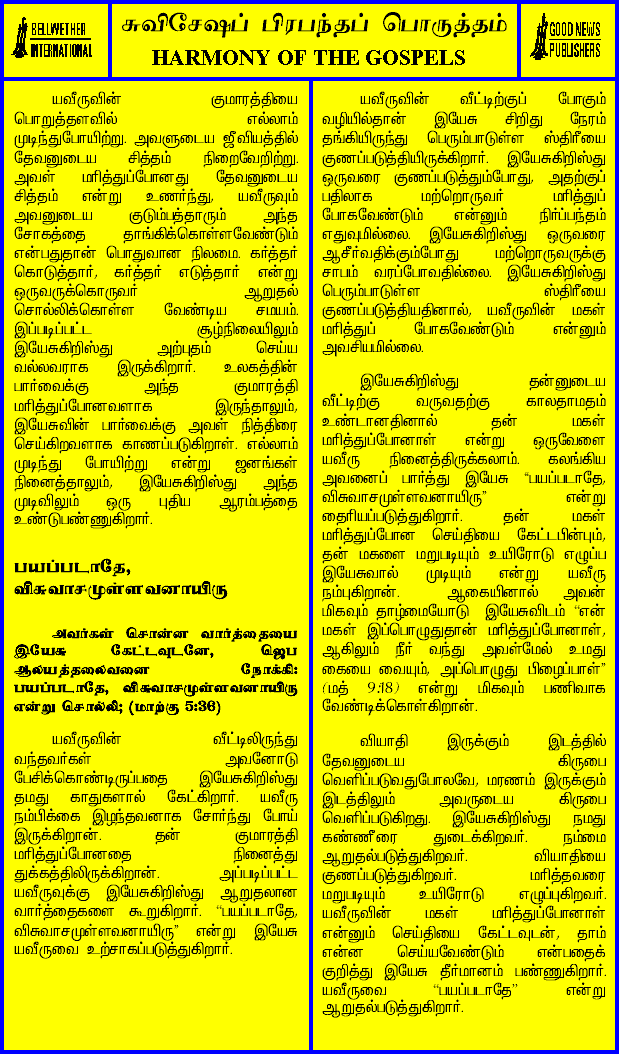 BELLWETHER
INTERNATIONAL
சுவிசேஷப் பிரபந்தப் பொருத்தம்
HARMONY OF THE GOSPELS
GOOD NEWS
PUBLISHERS
யவீருவின் குமாரத்தியை
பொறுத்தளவில் எல்லாம்
முடிந்துபோயிற்று. அவளுடைய ஜீவியத்தில்
தேவனுடைய சித்தம் நிறைவேறிற்று.
அவள் மரித்துப்போனது தேவனுடைய
சித்தம் என்று உணர்ந்து, யவீருவும்
அவனுடைய குடும்பத்தாரும் அந்த
சோகத்தை தாங்கிக்கொள்ளவேண்டும்
என்பதுதான் பொதுவான நிலமை. கர்த்தர்
கொடுத்தார், கர்த்தர் எடுத்தார் என்று
ஒருவருக்கொருவர் ஆறுதல்
சொல்லிக்கொள்ள வேண்டிய சமயம்.
இப்படிப்பட்ட சூழ்நிலையிலும்
இயேசுகிறிஸ்து அற்புதம் செய்ய
வல்லவராக இருக்கிறார். உலகத்தின்
பார்வைக்கு அந்த குமாரத்தி
மரித்துப்போனவளாக இருந்தாலும்,
இயேசுவின் பார்வைக்கு அவள் நித்திரை
செய்கிறவளாக காணப்படுகிறாள். எல்லாம்
முடிந்து போயிற்று என்று ஜனங்கள்
நினைத்தாலும், இயேசுகிறிஸ்து அந்த
முடிவிலும் ஒரு புதிய ஆரம்பத்தை
உண்டுபண்ணுகிறார்.
பயப்படாதே,
விசுவாசமுள்ளவனாயிரு
அவர்கள் சொன்ன வார்த்தையை
இயேசு கேட்டவுடனே, ஜெப
ஆலயத்தலைவனை நோக்கி:
பயப்படாதே, விசுவாசமுள்ளவனாயிரு
என்று சொல்லி; (மாற்கு 5:36)
யவீருவின் வீட்டிலிருந்து
வந்தவர்கள் அவனோடு
பேசிக்கொண்டிருப்பதை இயேசுகிறிஸ்து
தமது காதுகளால் கேட்கிறார். யவீரு
நம்பிக்கை இழந்தவனாக சோர்ந்து போய்
இருக்கிறான். தன் குமாரத்தி
மரித்துப்போனதை நினைத்து
துக்கத்திலிருக்கிறான். அப்படிப்பட்ட
யவீருவுக்கு இயேசுகிறிஸ்து ஆறுதலான
வார்த்தைகளை கூறுகிறார். “பயப்படாதே,
விசுவாசமுள்ளவனாயிரு” என்று இயேசு
யவீருவை உற்சாகப்படுத்துகிறார்.
யவீருவின் வீட்டிற்குப் போகும்
வழியில்தான் இயேசு சிறிது நேரம்
தங்கியிருந்து பெரும்பாடுள்ள ஸ்திரீயை
குணப்படுத்தியிருக்கிறார். இயேசுகிறிஸ்து
ஒருவரை குணப்படுத்தும்போது, அதற்குப்
பதிலாக மற்றொருவர் மரித்துப்
போகவேண்டும் என்னும் நிர்ப்பந்தம்
எதுவுமில்லை. இயேசுகிறிஸ்து ஒருவரை
ஆசீர்வதிக்கும்போது மற்றொருவருக்கு
சாபம் வரப்போவதில்லை. இயேசுகிறிஸ்து
பெரும்பாடுள்ள ஸ்திரீயை
குணப்படுத்தியதினால், யவீருவின் மகள்
மரித்துப் போகவேண்டும் என்னும்
அவசியமில்லை.
இயேசுகிறிஸ்து தன்னுடைய
வீட்டிற்கு வருவதற்கு காலதாமதம்
உண்டானதினால் தன் மகள்
மரித்துப்போனாள் என்று ஒருவேளை
யவீரு நினைத்திருக்கலாம். கலங்கிய
அவனைப் பார்த்து இயேசு “பயப்படாதே,
விசுவாசமுள்ளவனாயிரு” என்று
தைரியப்படுத்துகிறார். தன் மகள்
மரித்துப்போன செய்தியை கேட்டபின்பும்,
தன் மகளை மறுபடியும் உயிரோடு எழுப்ப
இயேசுவால் முடியும் என்று யவீரு
நம்புகிறான். ஆகையினால் அவன்
மிகவும் தாழ்மையோடு இயேசுவிடம் “என்
மகள் இப்பொழுதுதான் மரித்துப்போனாள்,
ஆகிலும் நீர் வந்து அவள்மேல் உமது
கையை வையும், அப்பொழுது பிழைப்பாள்”
(மத் 9:18) என்று மிகவும் பணிவாக
வேண்டிக்கொள்கிறான்.
வியாதி இருக்கும் இடத்தில்
தேவனுடைய கிருபை
வெளிப்படுவதுபோலவே, மரணம் இருக்கும்
இடத்திலும் அவருடைய கிருபை
வெளிப்படுகிறது. இயேசுகிறிஸ்து நமது
கண்ணீரை துடைக்கிறவர். நம்மை
ஆறுதல்படுத்துகிறவர். வியாதியை
குணப்படுத்துகிறவர். மரித்தவரை
மறுபடியும் உயிரோடு எழுப்புகிறவர்.
யவீருவின் மகள் மரித்துப்போனாள்
என்னும் செய்தியை கேட்டவுடன், தாம்
என்ன செய்யவேண்டும் என்பதைக்
குறித்து இயேசு தீர்மானம் பண்ணுகிறார்.
யவீருவை “பயப்படாதே” என்று
ஆறுதல்படுத்துகிறார்.